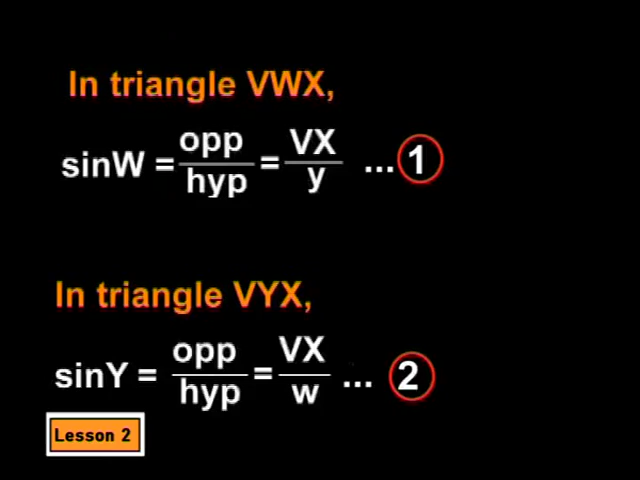 In triangle VWX,
sinW = opp/hyp = VX/y ... 1
In triangle VYX,
sinY = opp/hyp = VX/w ... 2
Lesson 2